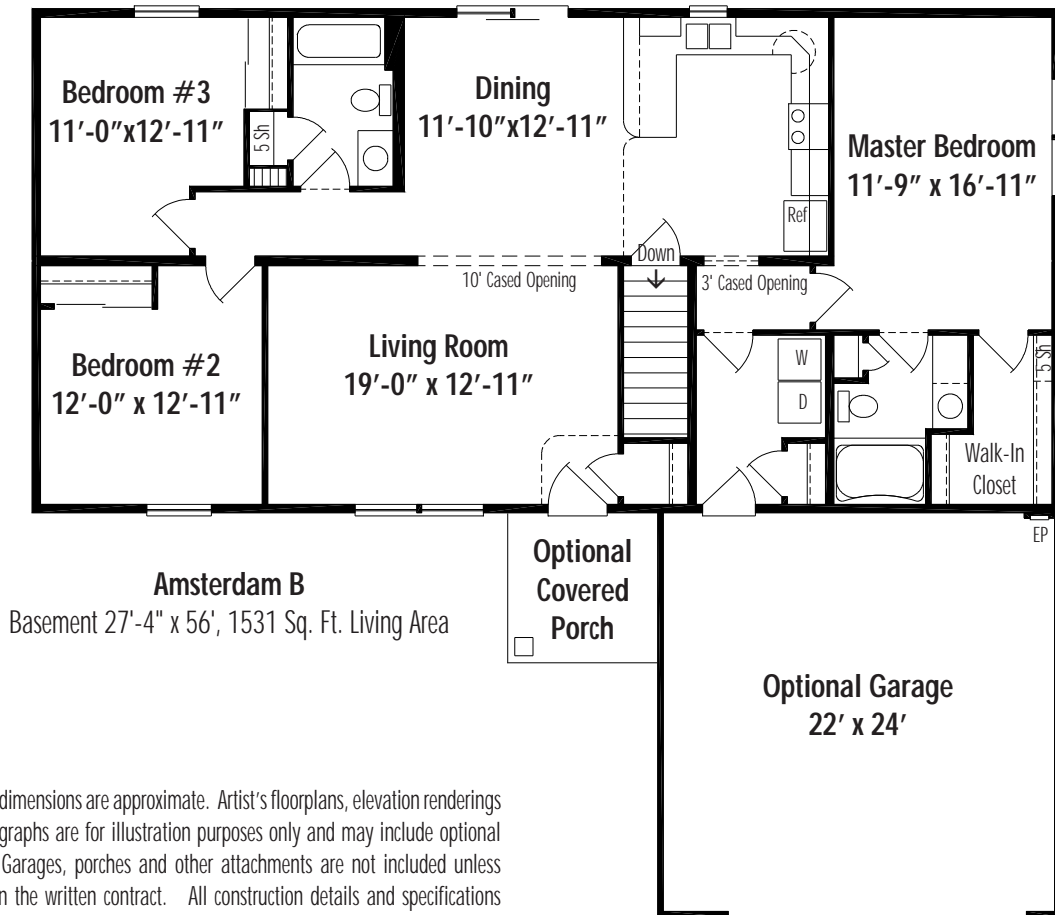 Bedroom #3
11'-0"x12'-11"
5 Sh
Dining
11'-10"x12'-11"
Ref
Master Bedroom
11'-9" x 16'-11"
Down
10' Cased Opening
3' Cased Opening
Bedroom #2
12'-0" x 12'-11"
Living Room
19'-0" x 12'-11"
W
D
5 Sh
Walk-In
Closet
EP
Optional
Covered
Porch
Amsterdam B
Basement 27'-4" x 56', 1531 Sq. Ft. Living Area
Optional Garage
22' x 24'
dimensions are approximate. Artist's floorplans, elevation renderings
graphs are for illustration purposes only and may include optional
Garages, porches and other attachments are not included unless
n the written contract. All construction details and specifications